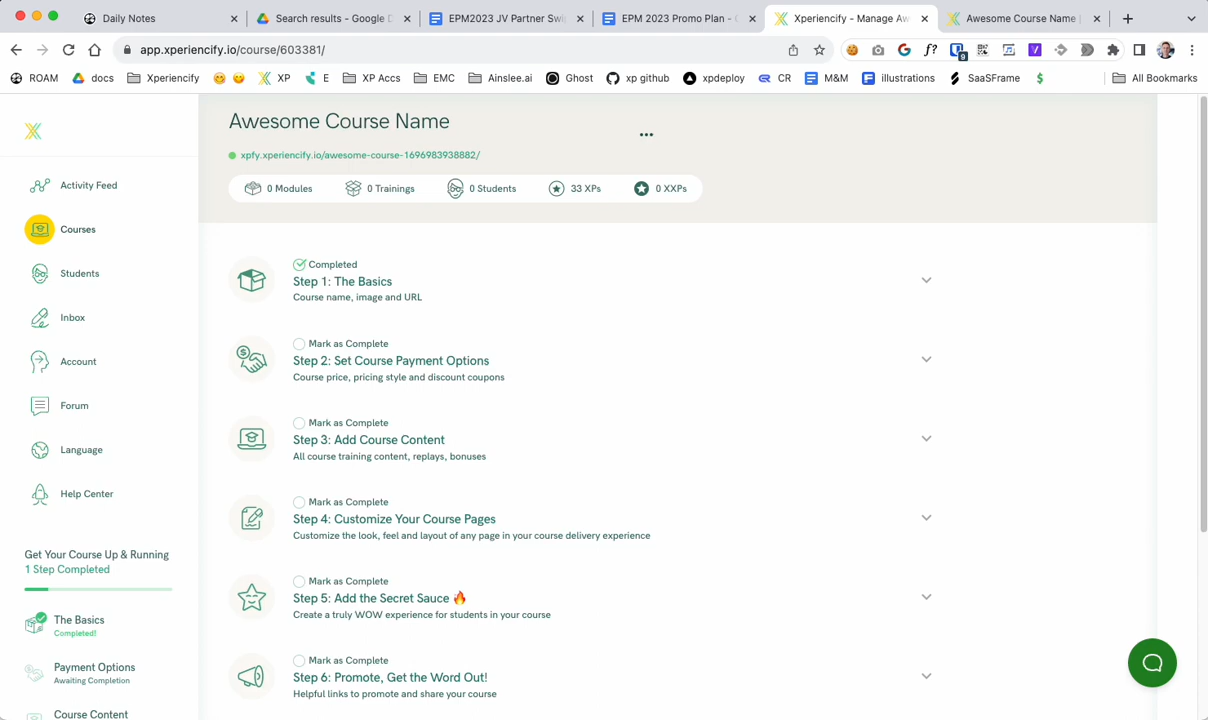 Daily Notes
Search results - Google D
EPM2023 JV Partner Swi
EPM 2023 Promo Plan - G
Xperiencify - Manage Aw
Awesome Course Name |
app.xperiencify.io/course/603381/
f?
9
ROAM
docs
Xperiencify
XP
E
XP Accs
EMC
Ainslee.ai
Ghost
xp github
xpdeploy
CR
M&M
illustrations
SaaSFrame
$
All Bookmarks
Activity Feed
Courses
Students
Inbox
Account
Forum
Language
Help Center
Get Your Course Up & Running
1 Step Completed
The Basics
Completed!
Payment Options
Awaiting Completion
Course Content
Awesome Course Name
xpfy.xperiencify.io/awesome-course-1696983938882/
0 Modules
0 Trainings
0 Students
33 XPs
0 XXPs
Completed
Step 1: The Basics
Course name, image and URL
Mark as Complete
Step 2: Set Course Payment Options
Course price, pricing style and discount coupons
Mark as Complete
Step 3: Add Course Content
All course training content, replays, bonuses
Mark as Complete
Step 4: Customize Your Course Pages
Customize the look, feel and layout of any page in your course delivery experience
Mark as Complete
Step 5: Add the Secret Sauce 🔥
Create a truly WOW experience for students in your course
Mark as Complete
Step 6: Promote, Get the Word Out!
Helpful links to promote and share your course